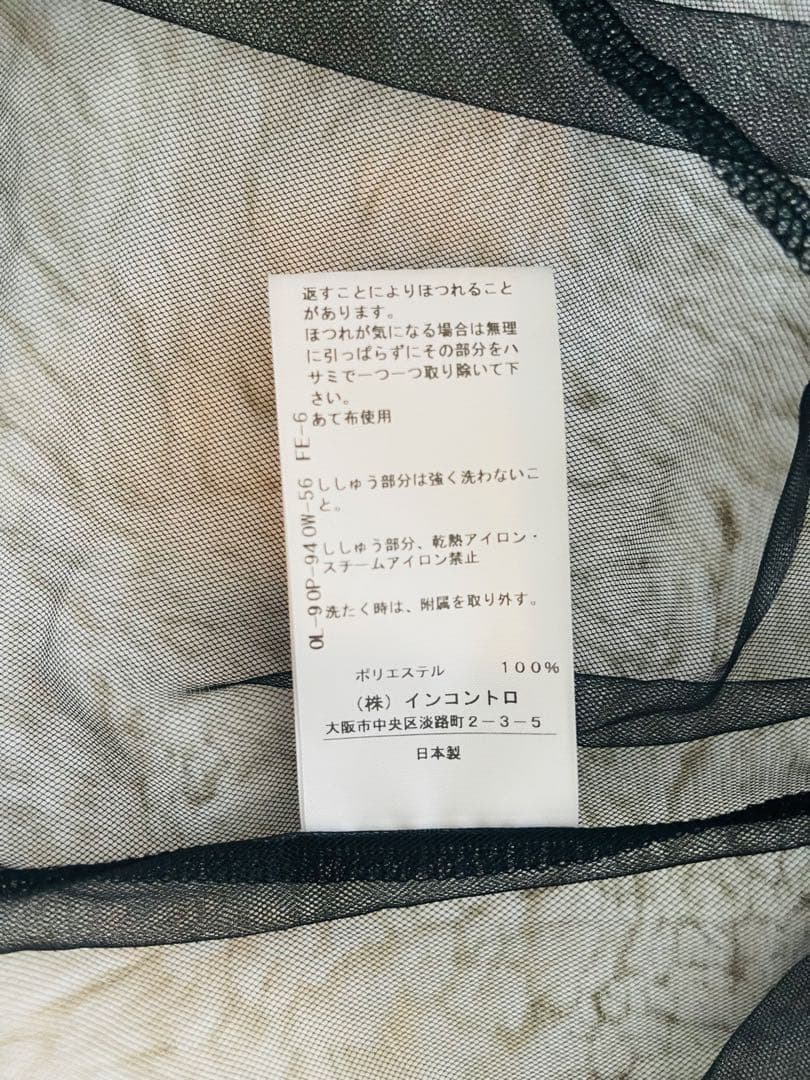 返すことによりほつれること
があります。
ほつれが気になる場合は無理
に引っぱらずにその部分をハ
サミで一つ一つ取り除いて下
さい。
あて布使用
ししゅう部分は強く洗わないこ
と。
ししゅう部分、乾熱アイロン・
スチームアイロン禁止
洗たく時は、附属を取り外す。
OL-90P-940W-56 FE-6
ポリエステル 100%
(株)インコントロ
大阪市中央区淡路町2-3-5
日本製